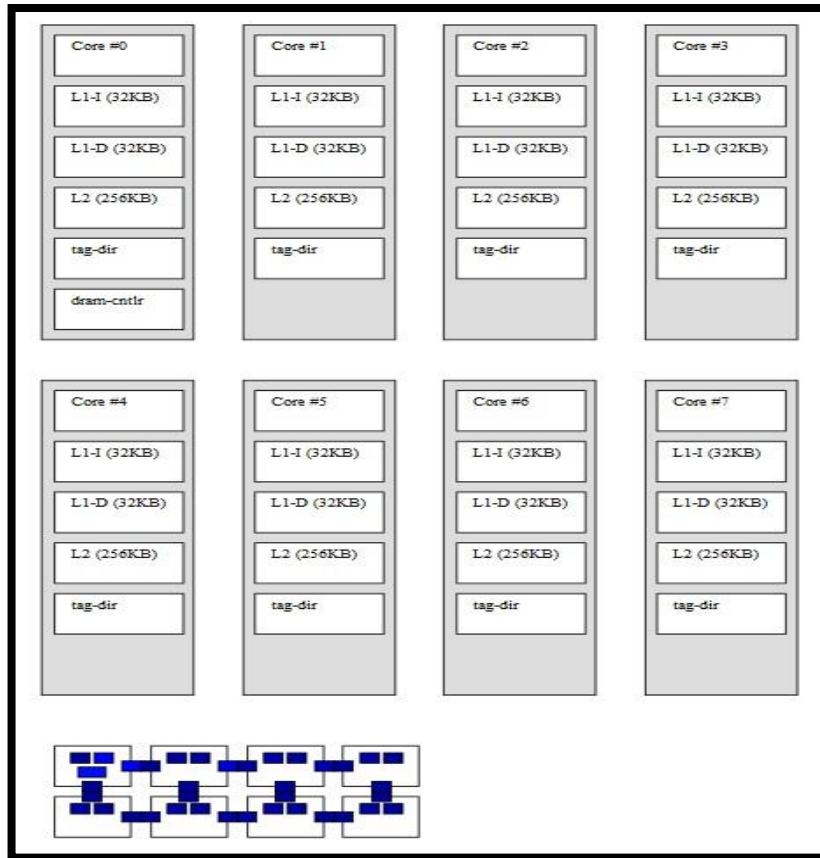 Core #0
L1-I (32KB)
L1-D (32KB)
L2 (256KB)
tag-dir
dram-cntlr
Core #1
L1-I (32KB)
L1-D (32KB)
L2 (256KB)
tag-dir
Core #2
L1-I (32KB)
L1-D (32KB)
L2 (256KB)
tag-dir
Core #3
L1-I (32KB)
L1-D (32KB)
L2 (256KB)
tag-dir
Core #4
L1-I (32KB)
L1-D (32KB)
L2 (256KB)
tag-dir
Core #5
L1-I (32KB)
L1-D (32KB)
L2 (256KB)
tag-dir
Core #6
L1-I (32KB)
L1-D (32KB)
L2 (256KB)
tag-dir
Core #7
L1-I (32KB)
L1-D (32KB)
L2 (256KB)
tag-dir